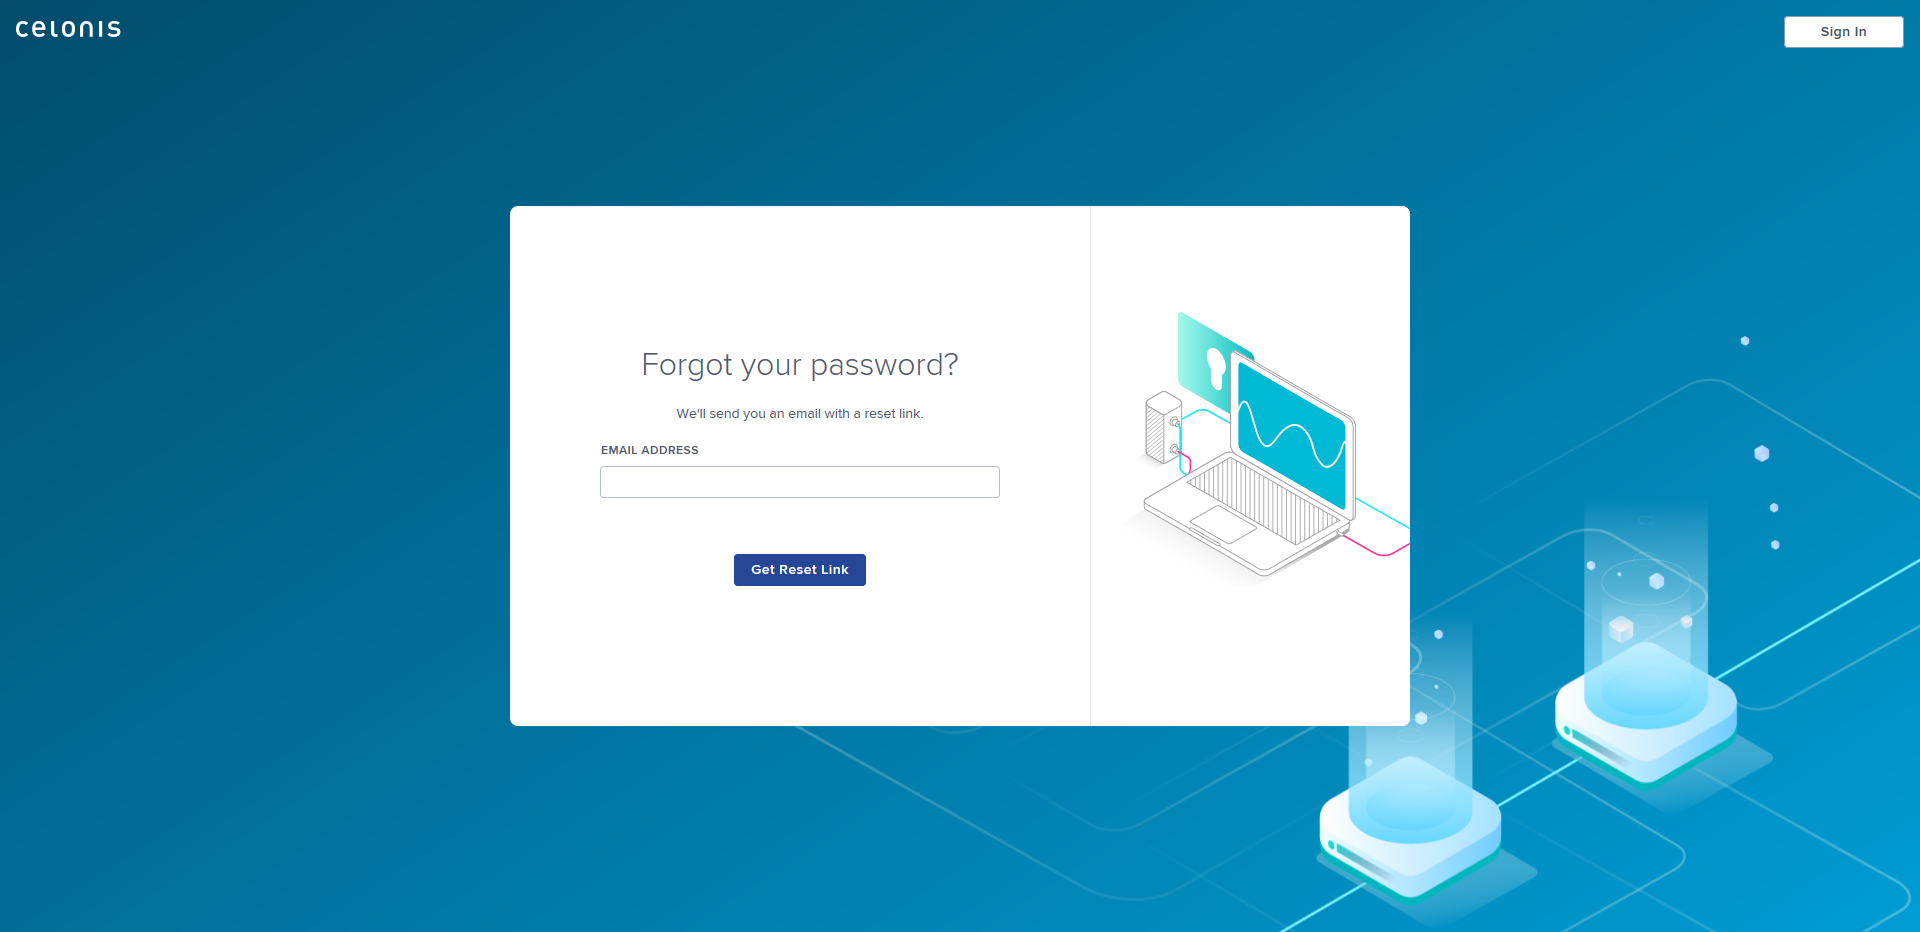 celonis
Sign In
Forgot your password?
We'll send you an email with a reset link.
EMAIL ADDRESS
Get Reset Link